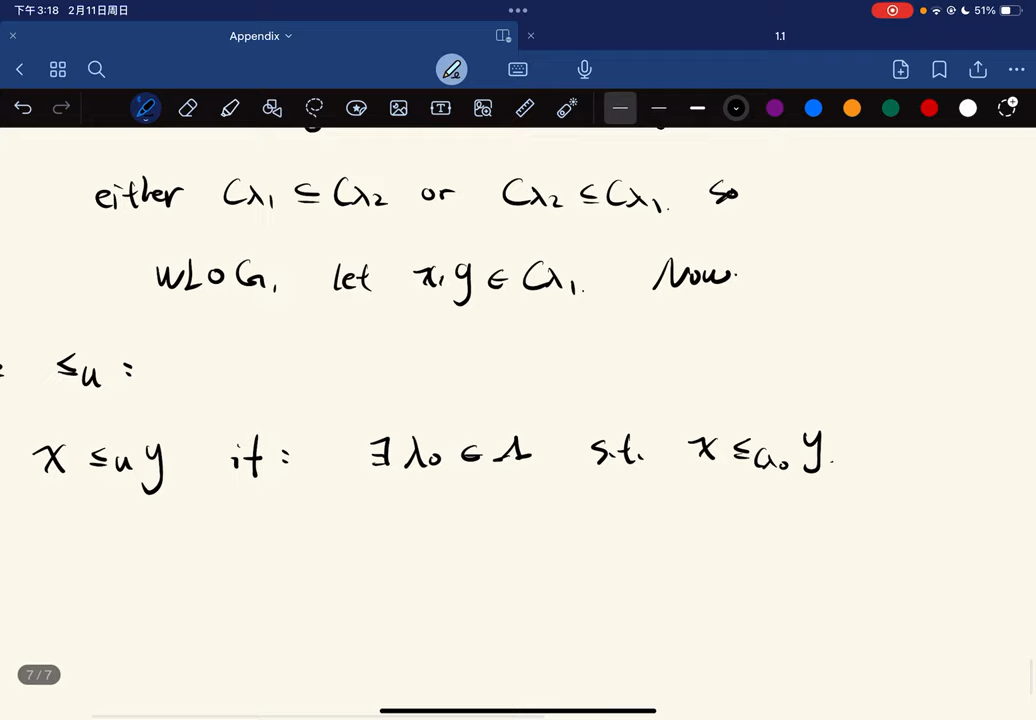 下午3:18 2月11日周日 51%
Appendix 1.1
either Cλ₁ ⊆ Cλ₂ or Cλ₂ ⊆ Cλ₁. so
WLOG, let x, y ∈ Cλ₁. Now.
≤u :
x ≤u y if : ∃ λ₀ ∈ Λ s.t. x ≤Cλ₀ y.
7 / 7